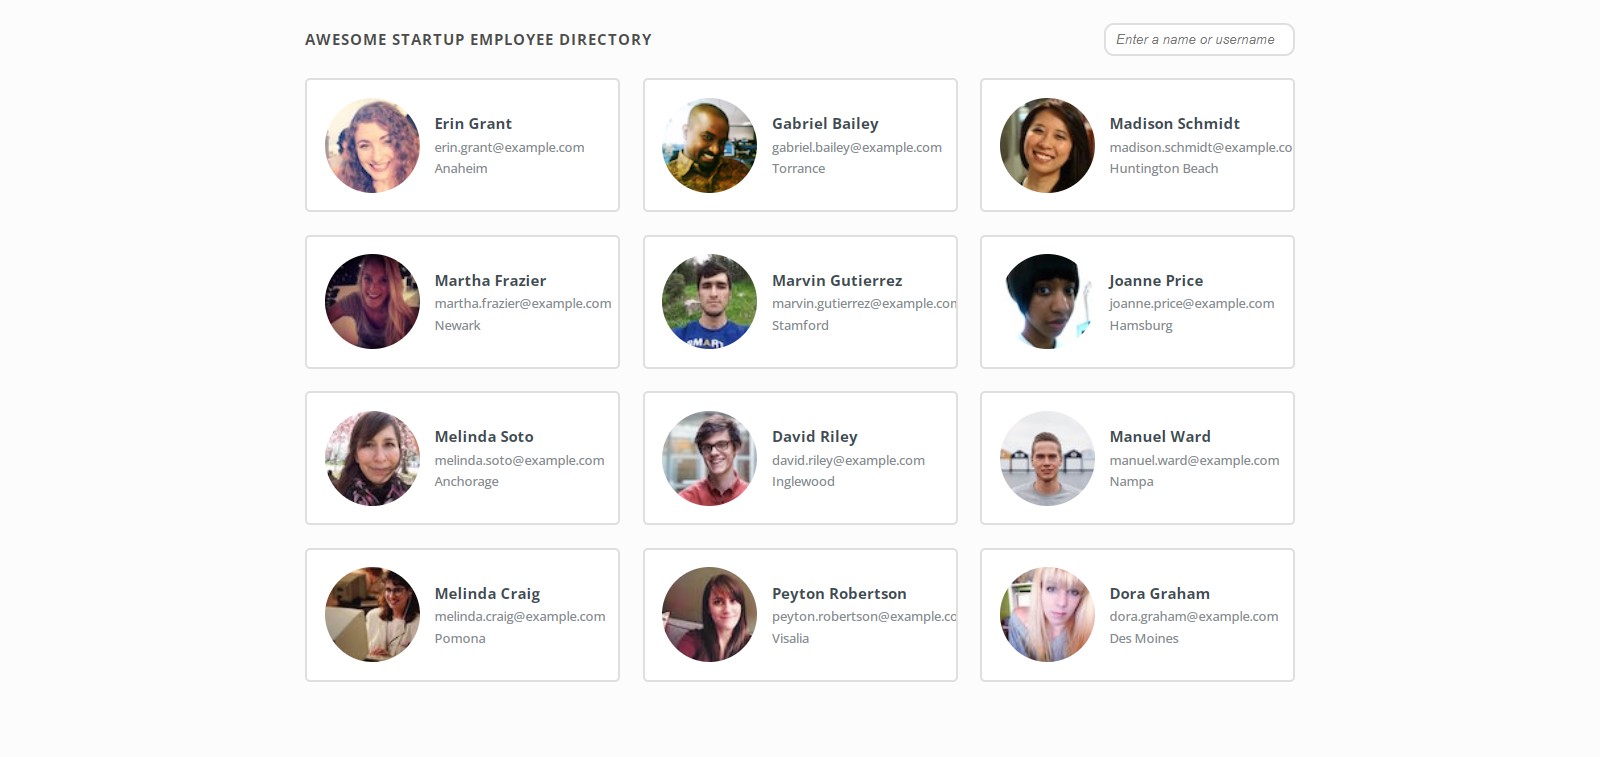 AWESOME STARTUP EMPLOYEE DIRECTORY
Enter a name or username
Erin Grant
erin.grant@example.com
Anaheim
Gabriel Bailey
gabriel.bailey@example.com
Torrance
Madison Schmidt
madison.schmidt@example.co
Huntington Beach
Martha Frazier
martha.frazier@example.com
Newark
Marvin Gutierrez
marvin.gutierrez@example.com
Stamford
Joanne Price
joanne.price@example.com
Hamsburg
Melinda Soto
melinda.soto@example.com
Anchorage
David Riley
david.riley@example.com
Inglewood
Manuel Ward
manuel.ward@example.com
Nampa
Melinda Craig
melinda.craig@example.com
Pomona
Peyton Robertson
peyton.robertson@example.co
Visalia
Dora Graham
dora.graham@example.com
Des Moines